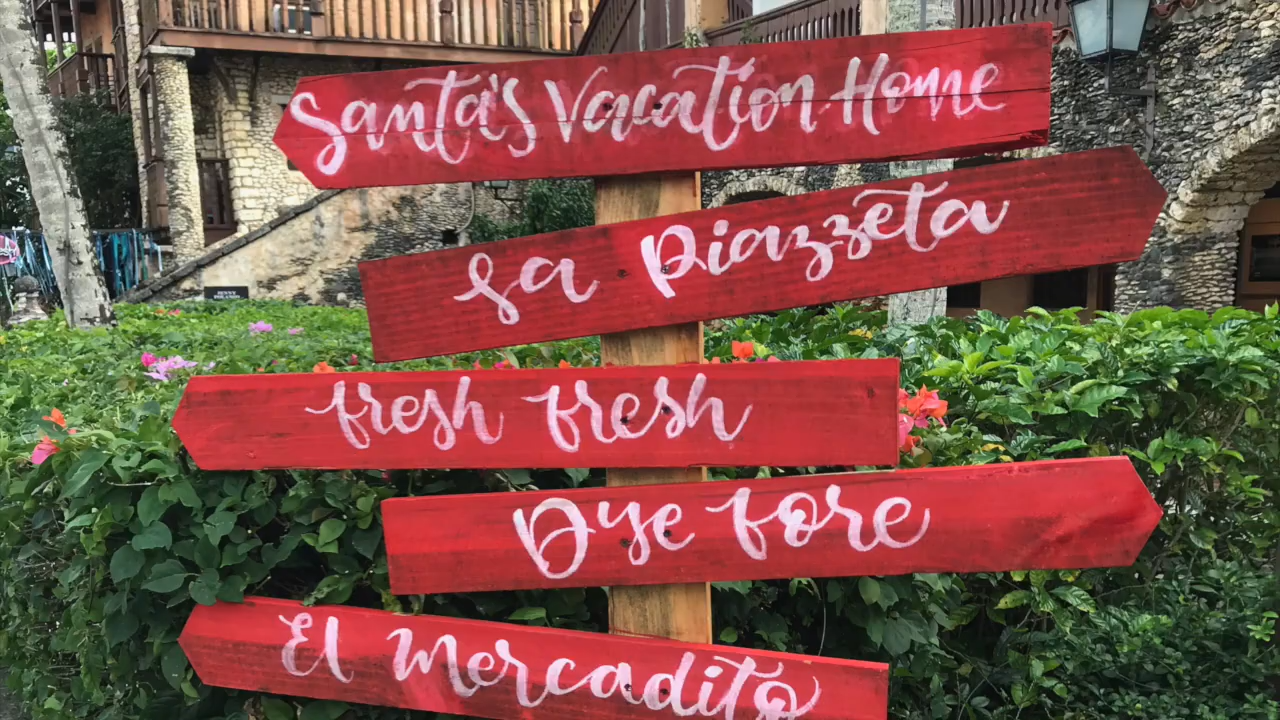 Santa's Vacation Home
La Piazzeta
fresh fresh
Dye fore
El Mercadito